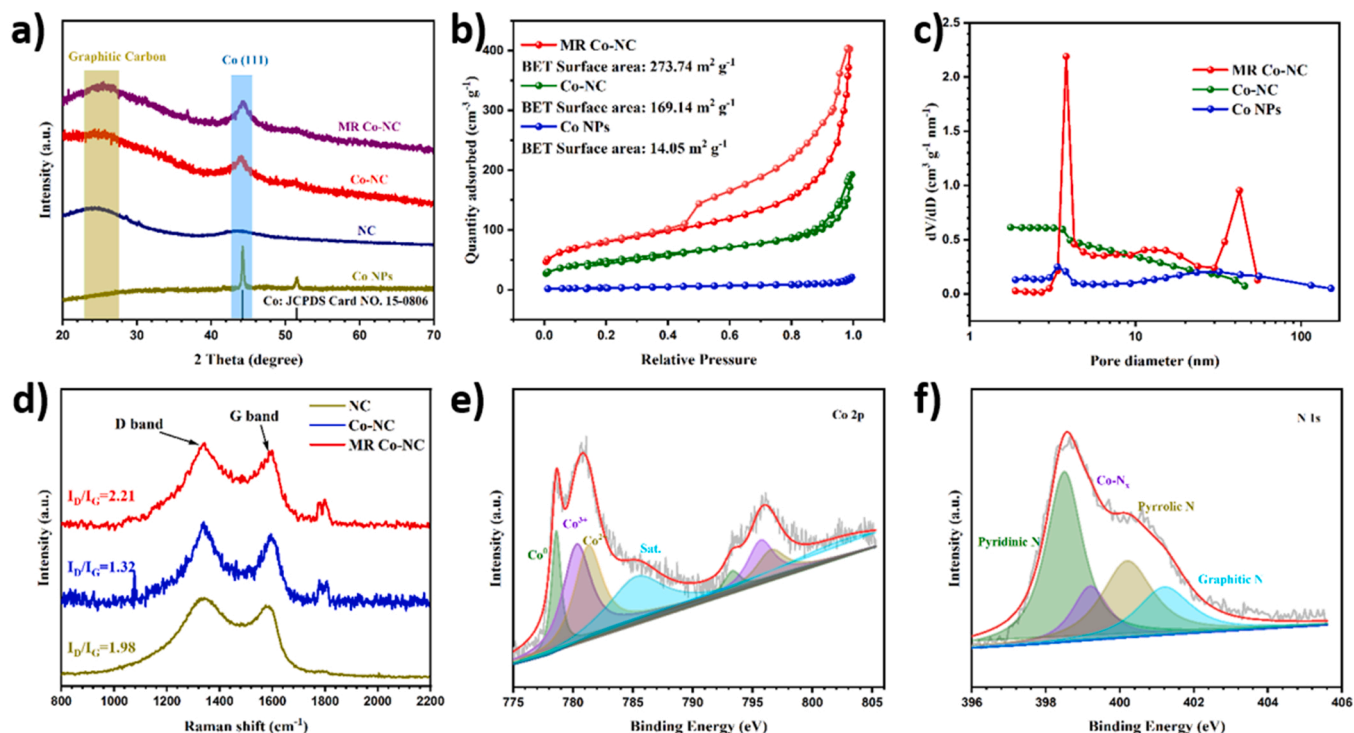 a)
Graphitic Carbon
Co (111)
MR Co-NC
Co-NC
NC
Co NPs
Co: JCPDS Card NO. 15-0806
Intensity (a.u.)
20 30 40 50 60 70
2 Theta (degree)
b)
MR Co-NC
BET Surface area: 273.74 m² g⁻¹
Co-NC
BET Surface area: 169.14 m² g⁻¹
Co NPs
BET Surface area: 14.05 m² g⁻¹
Quantity adsorbed (cm⁻³ g⁻¹)
400
350
300
250
200
150
100
50
0
0.0 0.2 0.4 0.6 0.8 1.0
Relative Pressure
c)
MR Co-NC
Co-NC
Co NPs
dV/dD (cm³ g⁻¹ nm⁻¹)
2.5
2.0
1.5
1.0
0.5
0.0
1 10 100
Pore diameter (nm)
d)
NC
Co-NC
MR Co-NC
D band
G band
I_D/I_G=2.21
I_D/I_G=1.32
I_D/I_G=1.98
Intensity (a.u.)
800 1000 1200 1400 1600 1800 2000 2200
Raman shift (cm⁻¹)
e)
Co 2p
Co⁰
Co³⁺
Co²
Sat.
Intensity (a.u.)
775 780 785 790 795 800 805
Binding Energy (eV)
f)
N 1s
Pyridinic N
Co-Nₓ
Pyrrolic N
Graphitic N
Intensity (a.u.)
396 398 400 402 404 406
Binding Energy (eV)